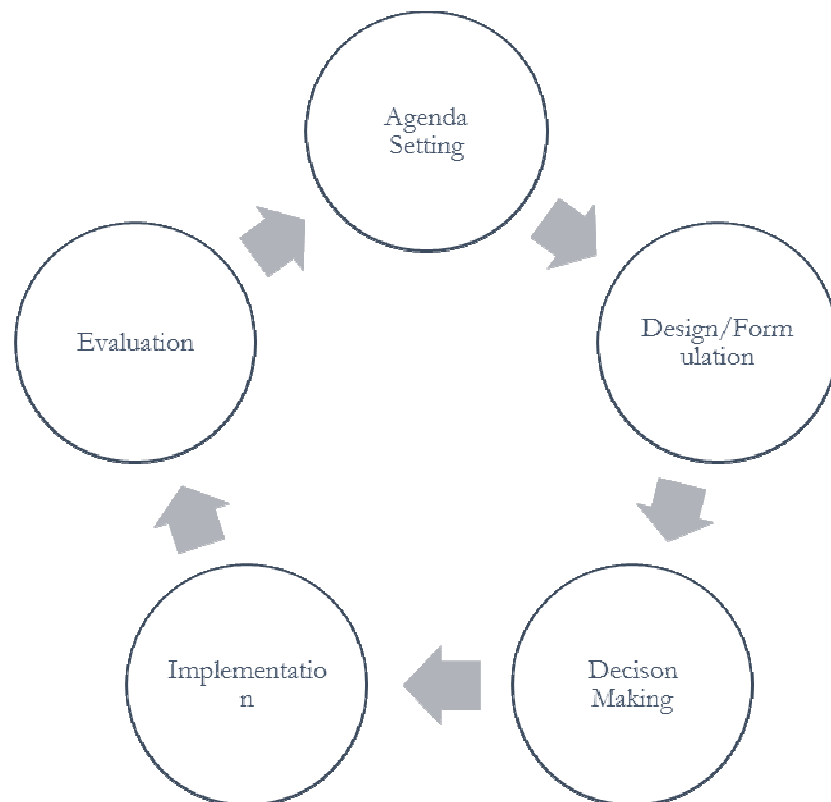 Agenda
Setting
Design/Form
ulation
Decison
Making
Implementatio
n
Evaluation